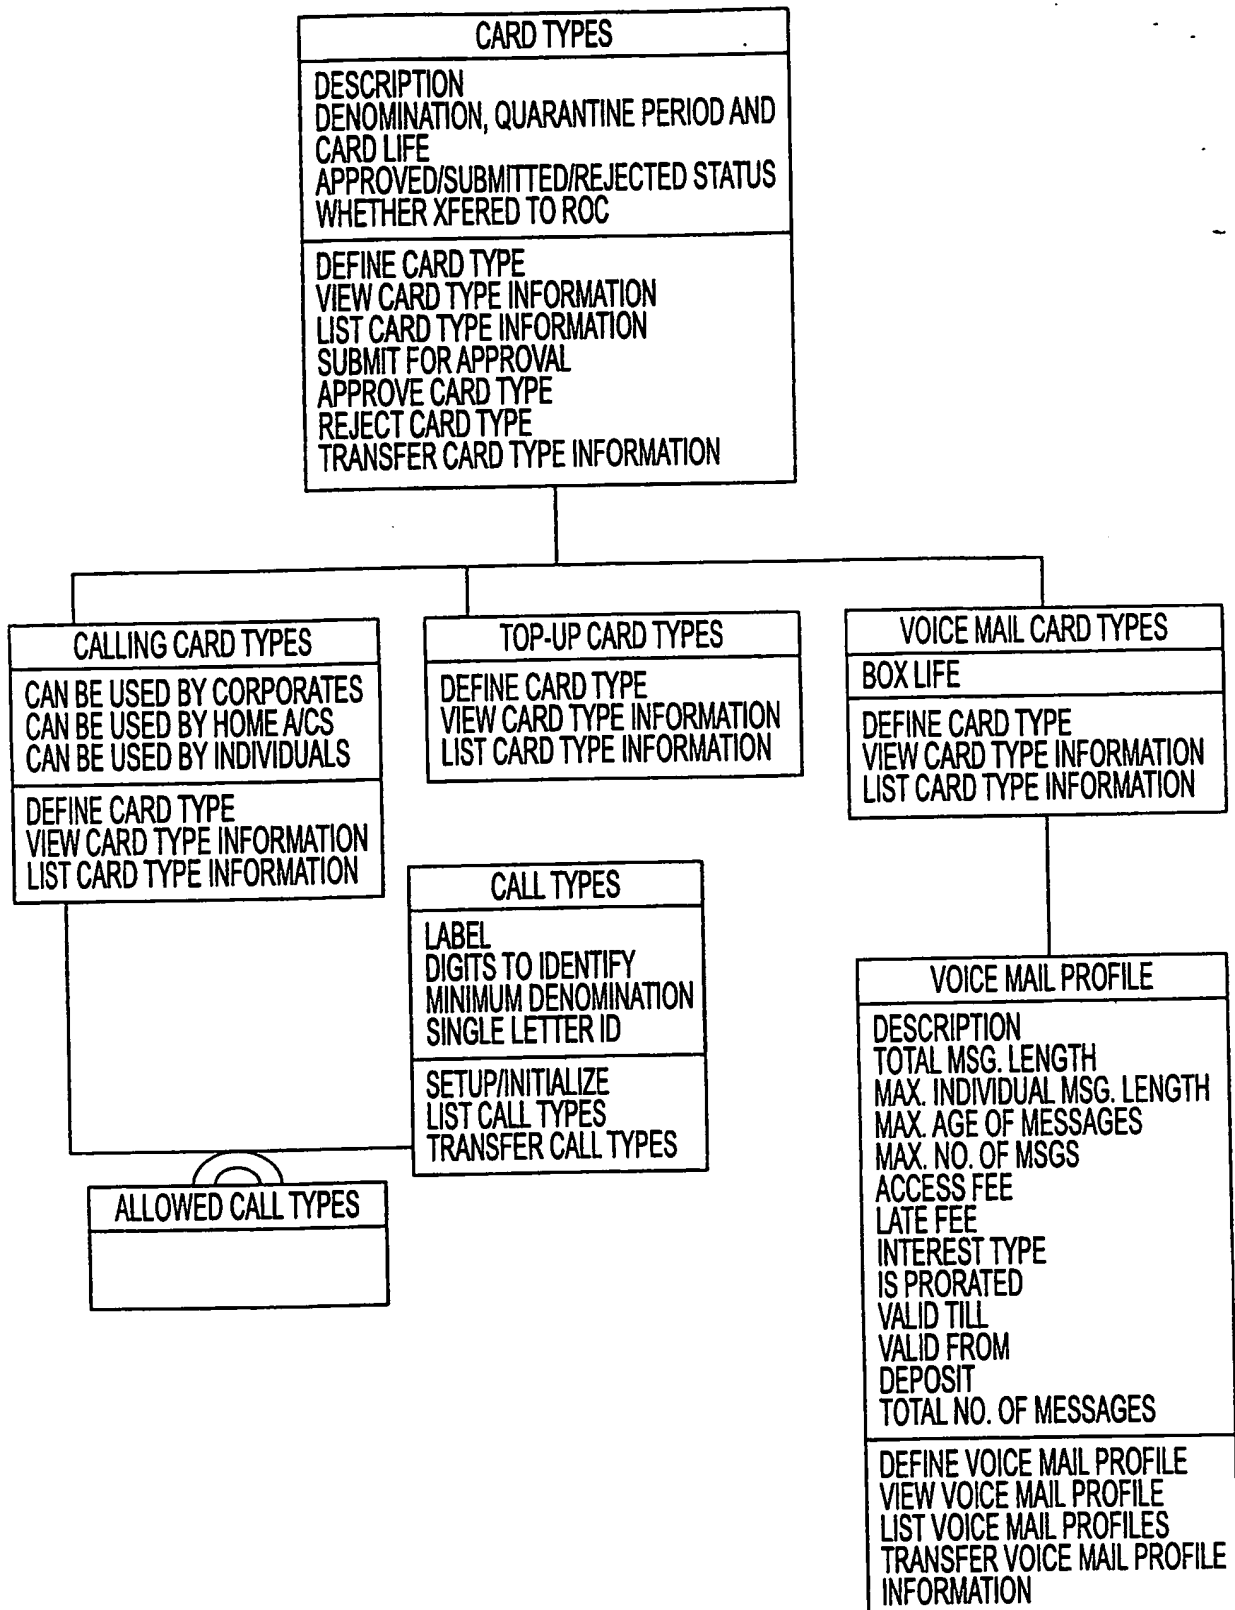 CARD TYPES
DESCRIPTION
DENOMINATION, QUARANTINE PERIOD AND
CARD LIFE
APPROVED/SUBMITTED/REJECTED STATUS
WHETHER XFERED TO ROC
DEFINE CARD TYPE
VIEW CARD TYPE INFORMATION
LIST CARD TYPE INFORMATION
SUBMIT FOR APPROVAL
APPROVE CARD TYPE
REJECT CARD TYPE
TRANSFER CARD TYPE INFORMATION
CALLING CARD TYPES
CAN BE USED BY CORPORATES
CAN BE USED BY HOME A/CS
CAN BE USED BY INDIVIDUALS
DEFINE CARD TYPE
VIEW CARD TYPE INFORMATION
LIST CARD TYPE INFORMATION
TOP-UP CARD TYPES
DEFINE CARD TYPE
VIEW CARD TYPE INFORMATION
LIST CARD TYPE INFORMATION
VOICE MAIL CARD TYPES
BOX LIFE
DEFINE CARD TYPE
VIEW CARD TYPE INFORMATION
LIST CARD TYPE INFORMATION
CALL TYPES
LABEL
DIGITS TO IDENTIFY
MINIMUM DENOMINATION
SINGLE LETTER ID
SETUP/INITIALIZE
LIST CALL TYPES
TRANSFER CALL TYPES
ALLOWED CALL TYPES
VOICE MAIL PROFILE
DESCRIPTION
TOTAL MSG. LENGTH
MAX. INDIVIDUAL MSG. LENGTH
MAX. AGE OF MESSAGES
MAX. NO. OF MSGS
ACCESS FEE
LATE FEE
INTEREST TYPE
IS PRORATED
VALID TILL
VALID FROM
DEPOSIT
TOTAL NO. OF MESSAGES
DEFINE VOICE MAIL PROFILE
VIEW VOICE MAIL PROFILE
LIST VOICE MAIL PROFILES
TRANSFER VOICE MAIL PROFILE
INFORMATION